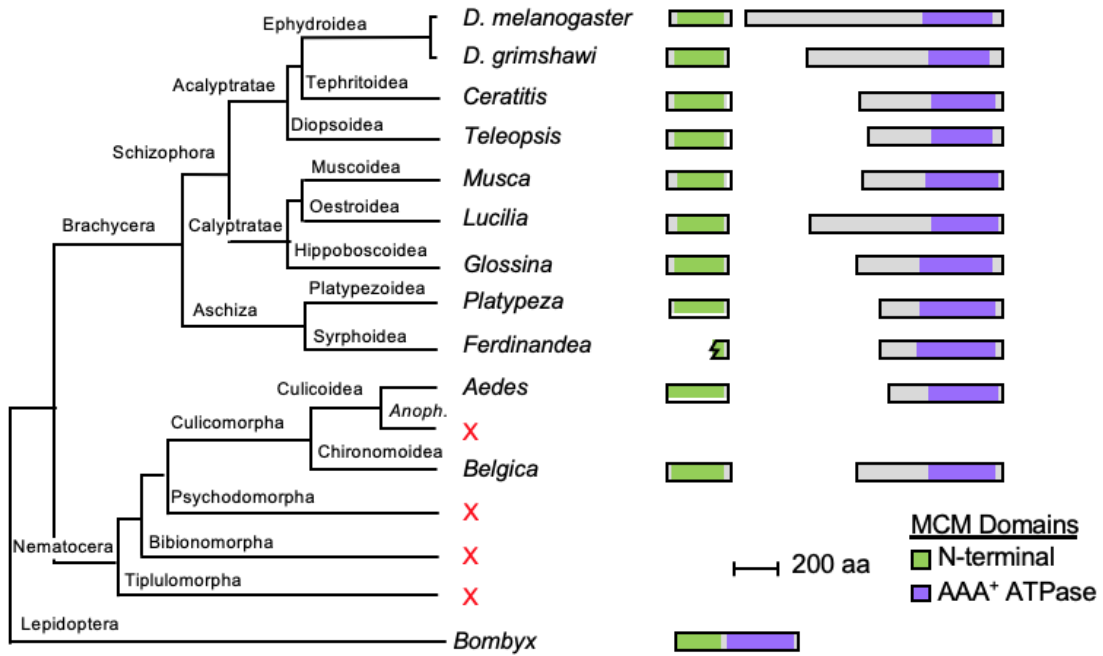 Ephydroidea
D. melanogaster
D. grimshawi
Acalyptratae
Tephritoidea
Ceratitis
Diopsoidea
Teleopsis
Schizophora
Muscoidea
Musca
Oestroidea
Lucilia
Brachycera
Calyptratae
Hippoboscoidea
Glossina
Platypezoidea
Platypeza
Aschiza
Syrphoidea
Ferdinandea
Culicoidea
Aedes
Anoph.
X
Culicomorpha
Chironomoidea
Belgica
Psychodomorpha
X
Nematocera
Bibionomorpha
X
Tiplulomorpha
X
MCM Domains
N-terminal
AAA+ ATPase
200 aa
Lepidoptera
Bombyx